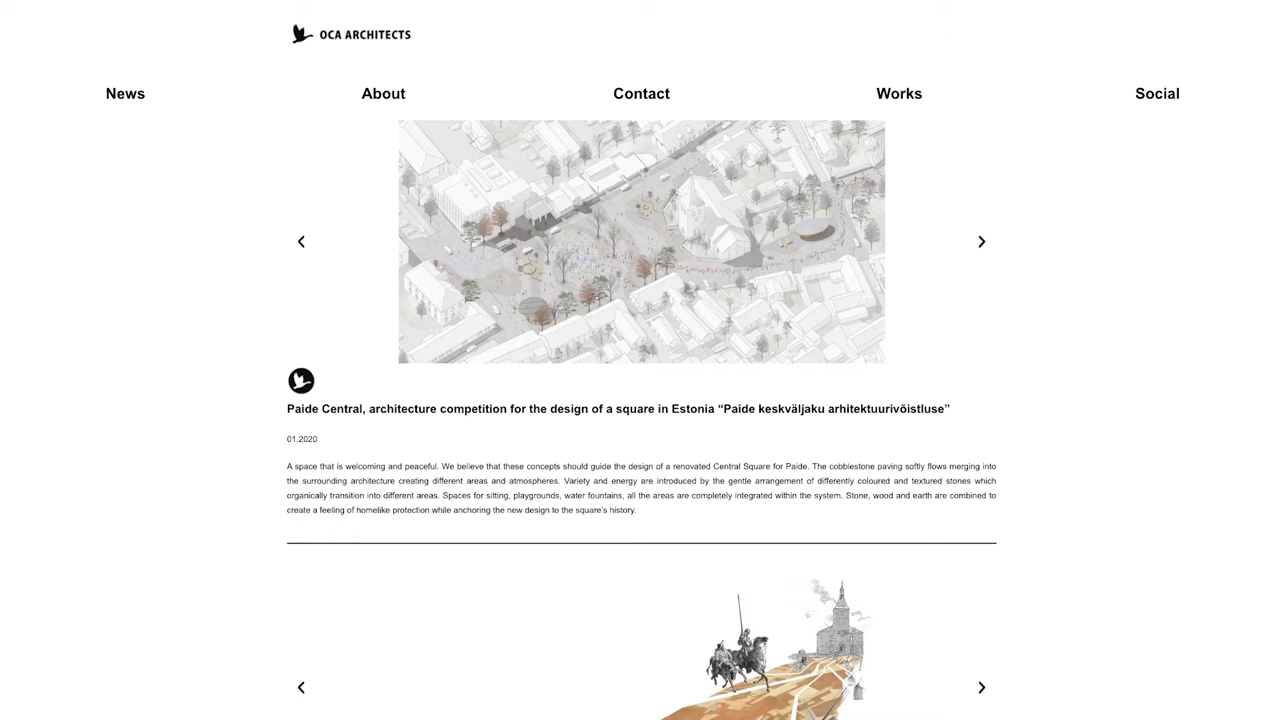 OCA ARCHITECTS
News
About
Contact
Works
Social
Paide Central, architecture competition for the design of a square in Estonia “Paide keskväljaku arhitektuurivõistluse”
01.2020
A space that is welcoming and peaceful. We believe that these concepts should guide the design of a renovated Central Square for Paide. The cobblestone paving softly flows merging into
the surrounding architecture creating different areas and atmospheres. Variety and energy are introduced by the gentle arrangement of differently coloured and textured stones which
organically transition into different areas. Spaces for sitting, playgrounds, water fountains, all the areas are completely integrated within the system. Stone, wood and earth are combined to
create a feeling of homelike protection while anchoring the new design to the square's history.